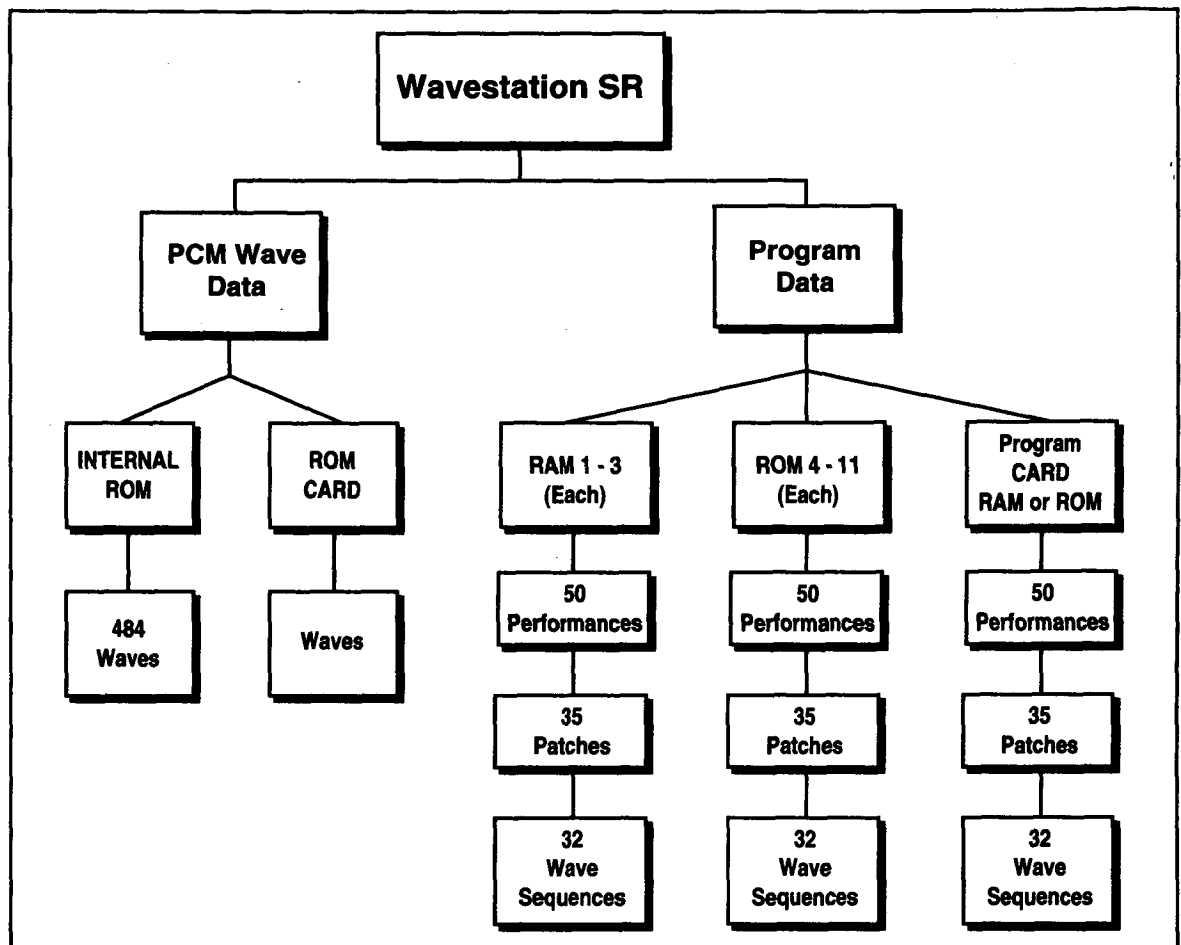 Wavestation SR
PCM Wave
Data
Program
Data
INTERNAL
ROM
ROM
CARD
RAM 1 - 3
(Each)
ROM 4 - 11
(Each)
Program
CARD
RAM or ROM
484
Waves
Waves
50
Performances
50
Performances
50
Performances
35
Patches
35
Patches
35
Patches
32
Wave
Sequences
32
Wave
Sequences
32
Wave
Sequences